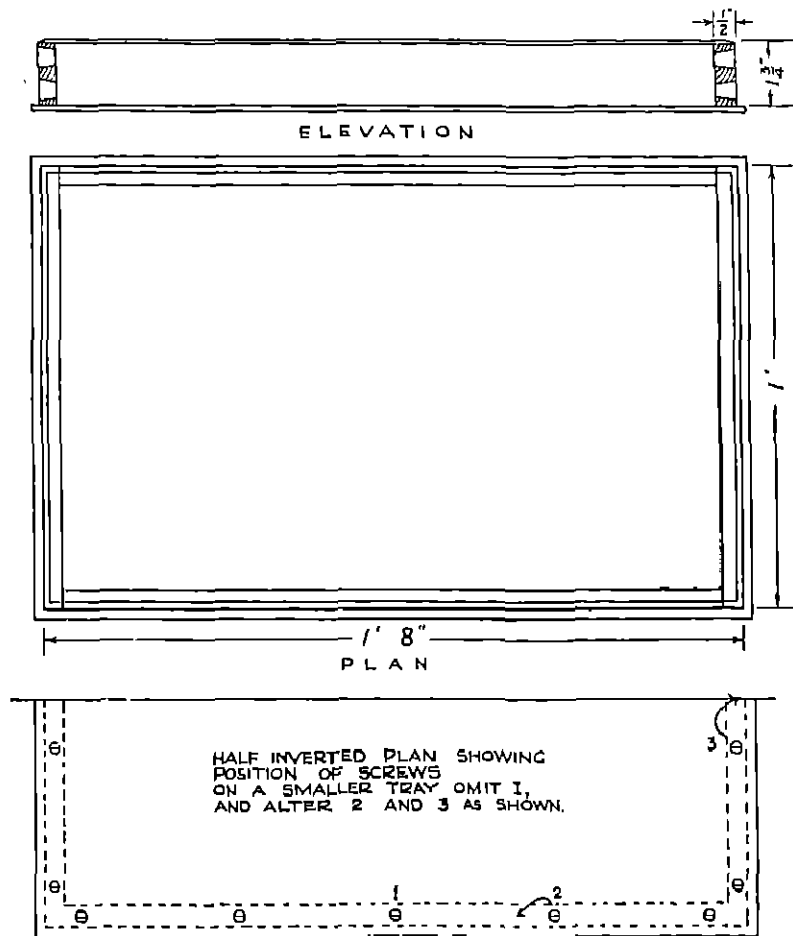 1/2"
1 3/4"
ELEVATION
1'
1' 8"
PLAN
HALF INVERTED PLAN SHOWING
POSITION OF SCREWS
ON A SMALLER TRAY OMIT I,
AND ALTER 2 AND 3 AS SHOWN.
3
1
2